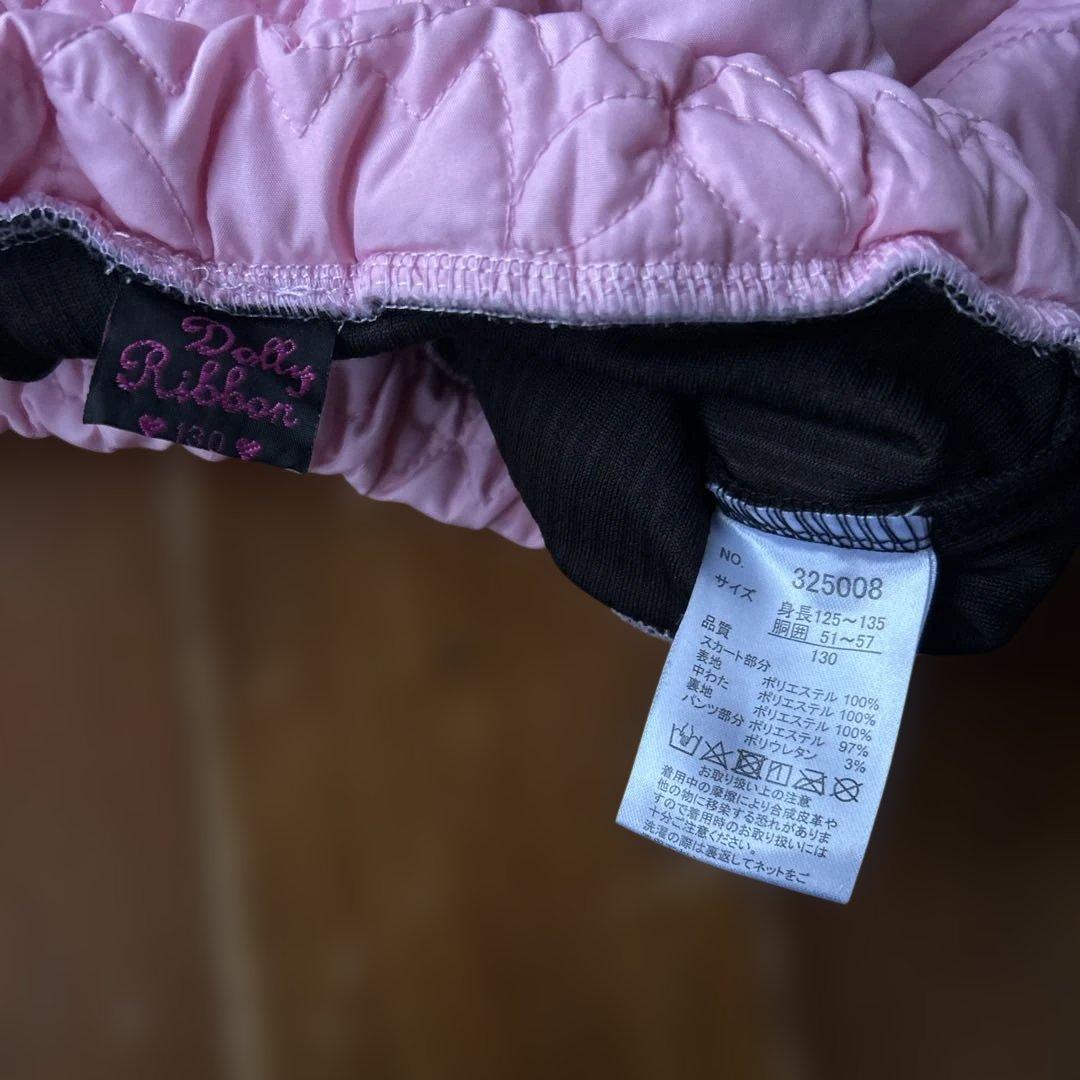 Dolly
Ribbon
130
NO. 325008
サイズ 身長125～135
胴囲 51～57
130
品質
スカート部分
表地 ポリエステル 100%
中わた ポリエステル 100%
裏地 ポリエステル 100%
パンツ部分 ポリエステル 97%
ポリウレタン 3%
お取り扱い上の注意
着用中の摩擦により合成皮革や
他の物に移染する恐れがありま
すので着用時のお取り扱いには
十分ご注意ください。
洗濯の際は裏返してネットをご